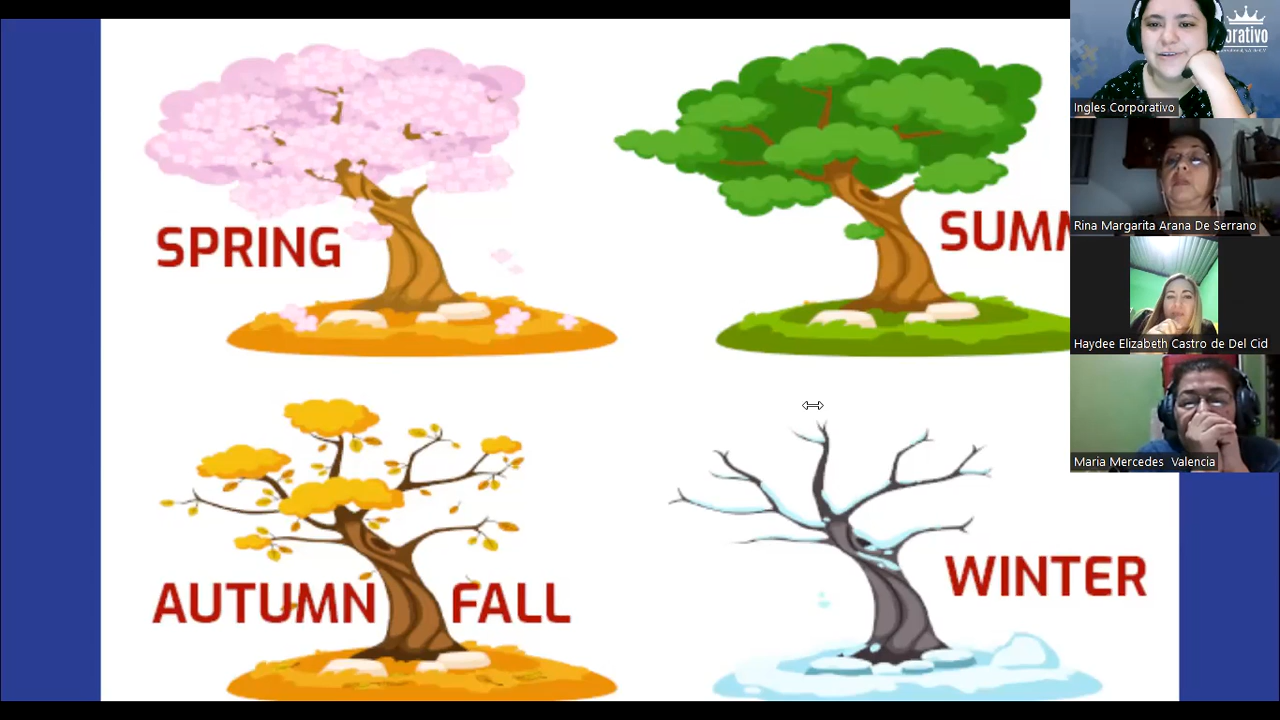 SPRING
SUMM
AUTUMN FALL
WINTER
orativo
Ingles Corporativo
Rina Margarita Arana De Serrano
Haydee Elizabeth Castro de Del Cid
Maria Mercedes Valencia